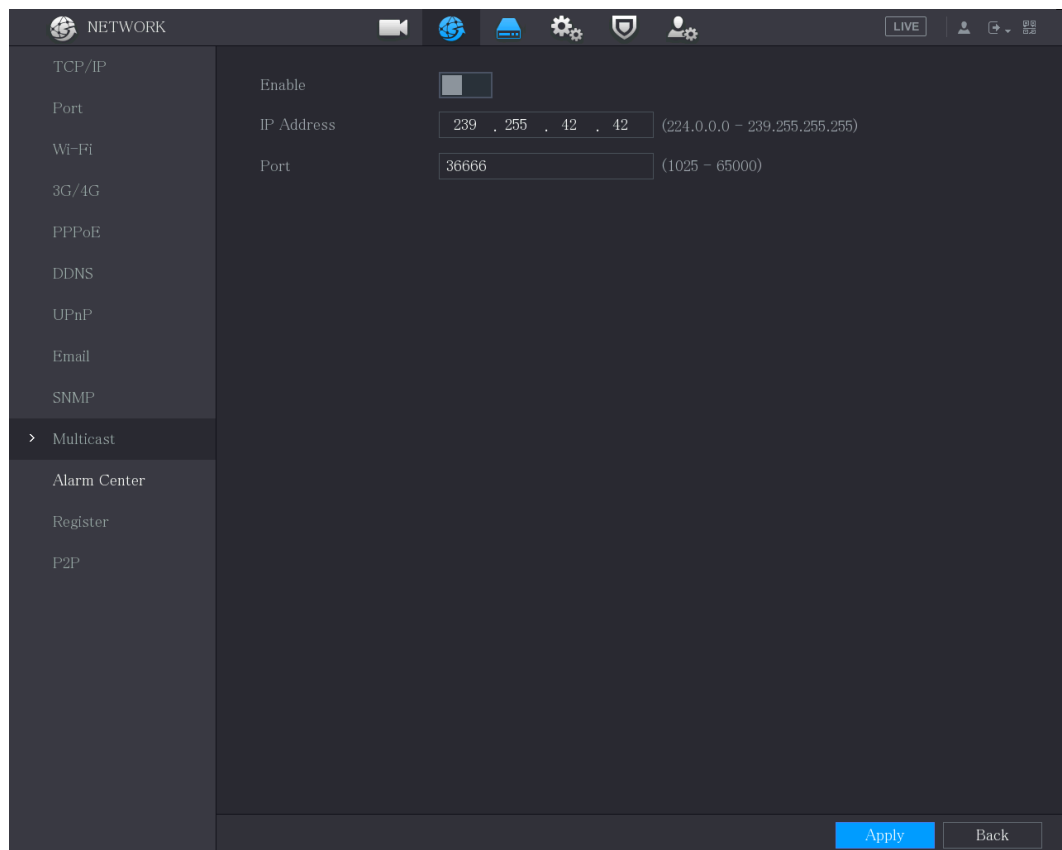 NETWORK
LIVE
TCP/IP
Port
Wi-Fi
3G/4G
PPPoE
DDNS
UPnP
Email
SNMP
Multicast
Alarm Center
Register
P2P
Enable
IP Address 239 . 255 . 42 . 42 (224.0.0.0 - 239.255.255.255)
Port 36666 (1025 - 65000)
Apply Back